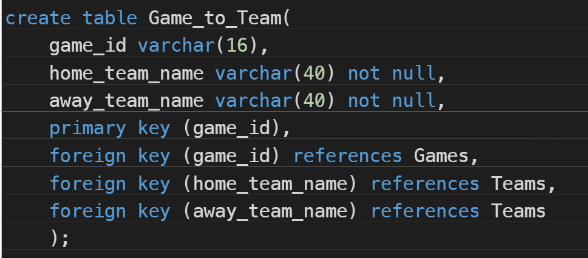 create table Game_to_Team(
    game_id varchar(16),
    home_team_name varchar(40) not null,
    away_team_name varchar(40) not null,
    primary key (game_id),
    foreign key (game_id) references Games,
    foreign key (home_team_name) references Teams,
    foreign key (away_team_name) references Teams
    );